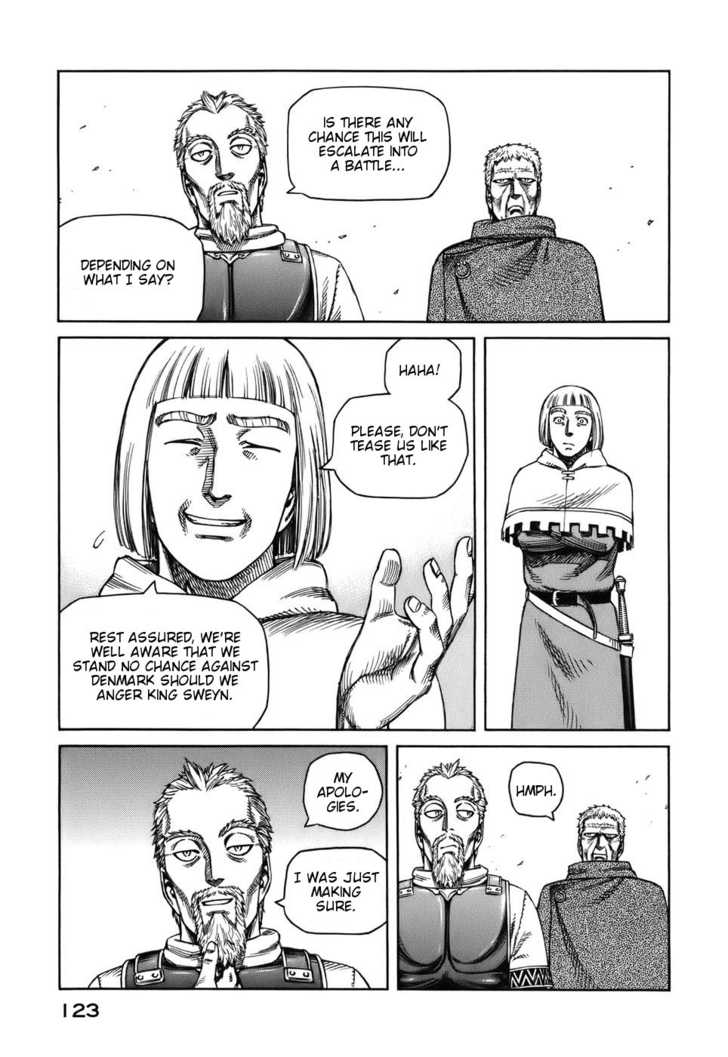 IS THERE ANY
CHANCE THIS WILL
ESCALATE INTO
A BATTLE...
DEPENDING ON
WHAT I SAY?
HAHA!
PLEASE, DON'T
TEASE US LIKE
THAT.
REST ASSURED, WE'RE
WELL AWARE THAT WE
STAND NO CHANCE AGAINST
DENMARK SHOULD WE
ANGER KING SWEYN.
MY
APOLO-
GIES.
I WAS JUST
MAKING
SURE.
HMPH.
123